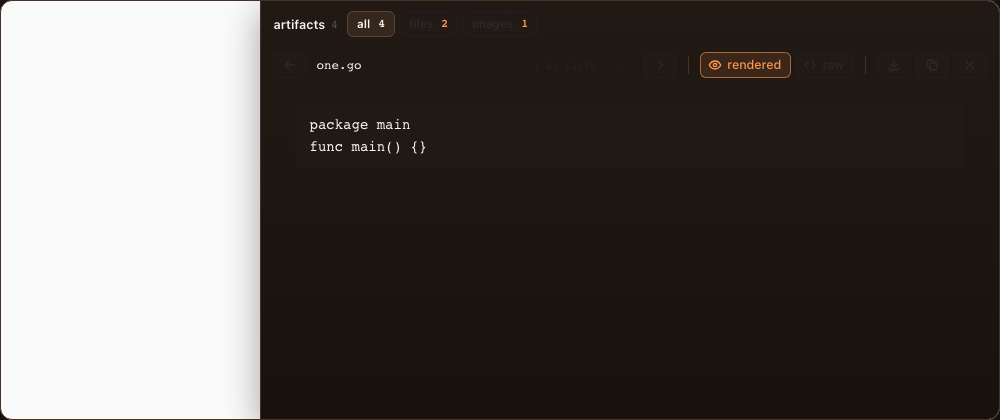 artifacts 4 all 4 files 2 images 1
one.go rendered raw
package main
func main() {}